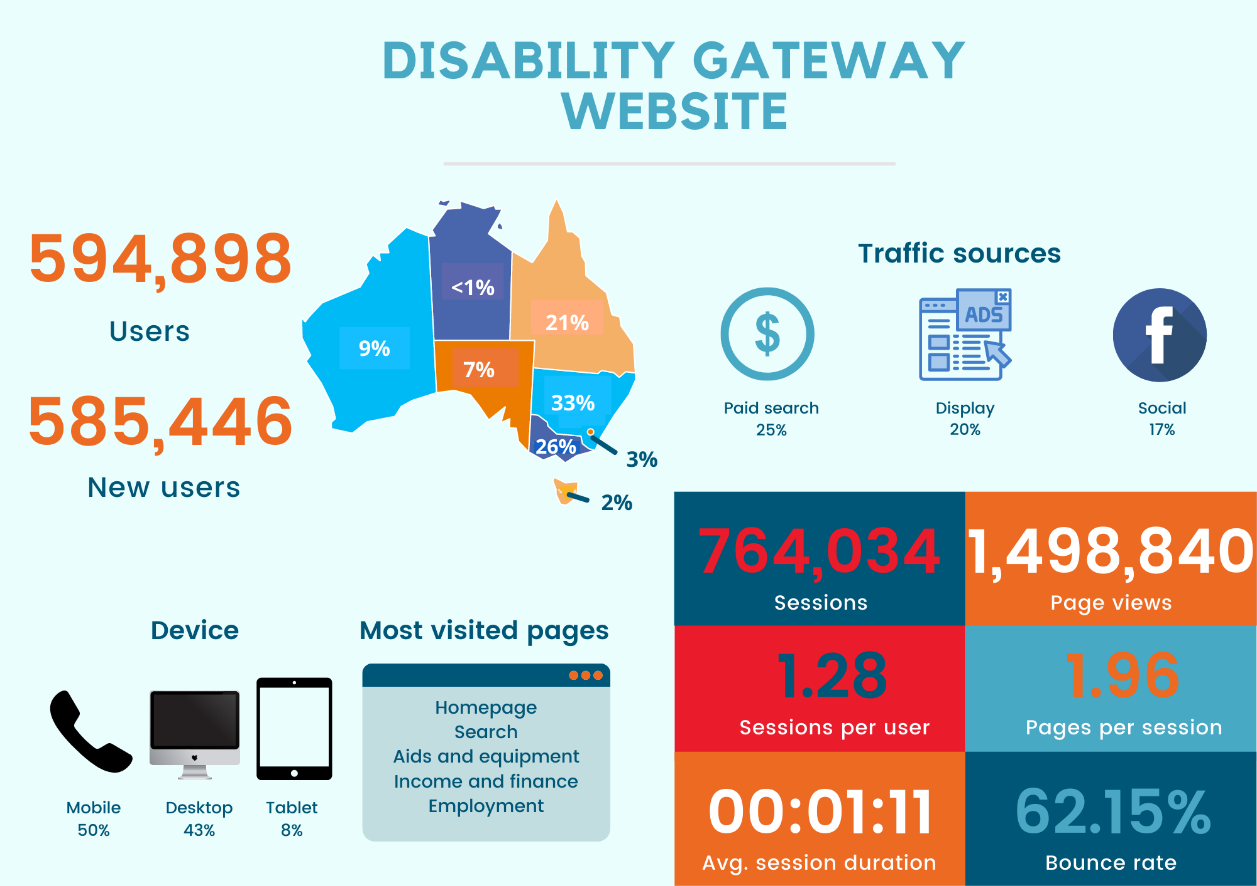 DISABILITY GATEWAY
WEBSITE
594,898
Users
585,446
New users
<1%
21%
9%
7%
33%
26%
3%
2%
Traffic sources
$
ADS
f
Paid search
25%
Display
20%
Social
17%
764,034
Sessions
1,498,840
Page views
1.28
Sessions per user
1.96
Pages per session
00:01:11
Avg. session duration
62.15%
Bounce rate
Device
Mobile
50%
Desktop
43%
Tablet
8%
Most visited pages
Homepage
Search
Aids and equipment
Income and finance
Employment